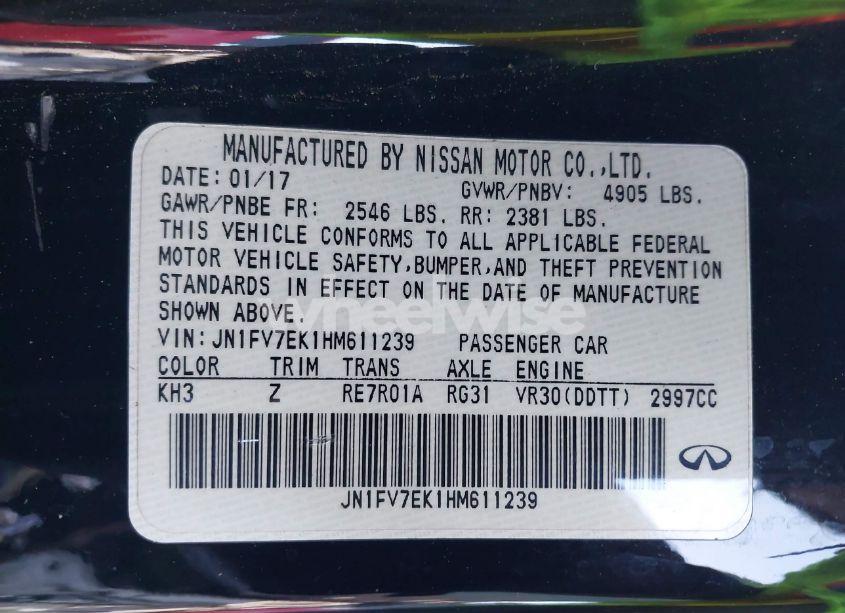 MANUFACTURED BY NISSAN MOTOR CO.,LTD.
DATE: 01/17 GVWR/PNBV: 4905 LBS.
GAWR/PNBE FR: 2546 LBS. RR: 2381 LBS.
THIS VEHICLE CONFORMS TO ALL APPLICABLE FEDERAL
MOTOR VEHICLE SAFETY,BUMPER,AND THEFT PREVENTION
STANDARDS IN EFFECT ON THE DATE OF MANUFACTURE
SHOWN ABOVE.
wheelwise
VIN:JN1FV7EK1HM611239 PASSENGER CAR
COLOR TRIM TRANS AXLE ENGINE
KH3 Z RE7R01A RG31 VR30(DDTT) 2997CC
JN1FV7EK1HM611239